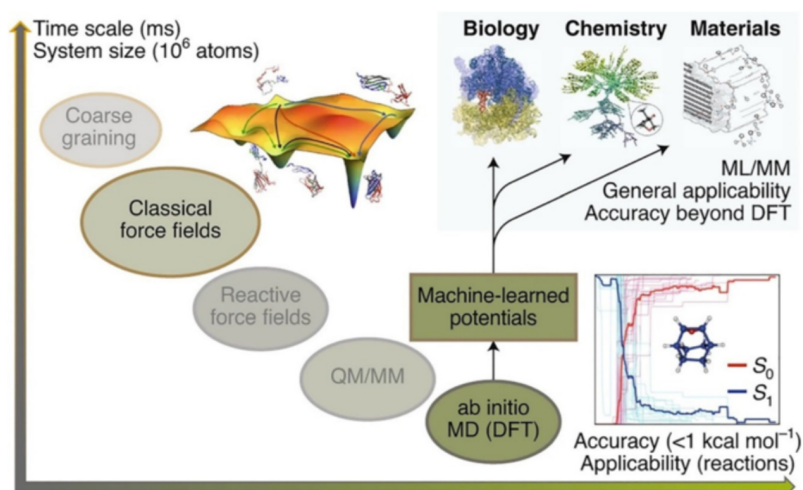 Time scale (ms)
System size (10⁶ atoms)
Biology
Chemistry
Materials
ML/MM
General applicability
Accuracy beyond DFT
Coarse
graining
Classical
force fields
Reactive
force fields
QM/MM
Machine-learned
potentials
ab initio
MD (DFT)
S₀
S₁
Accuracy (<1 kcal mol⁻¹)
Applicability (reactions)